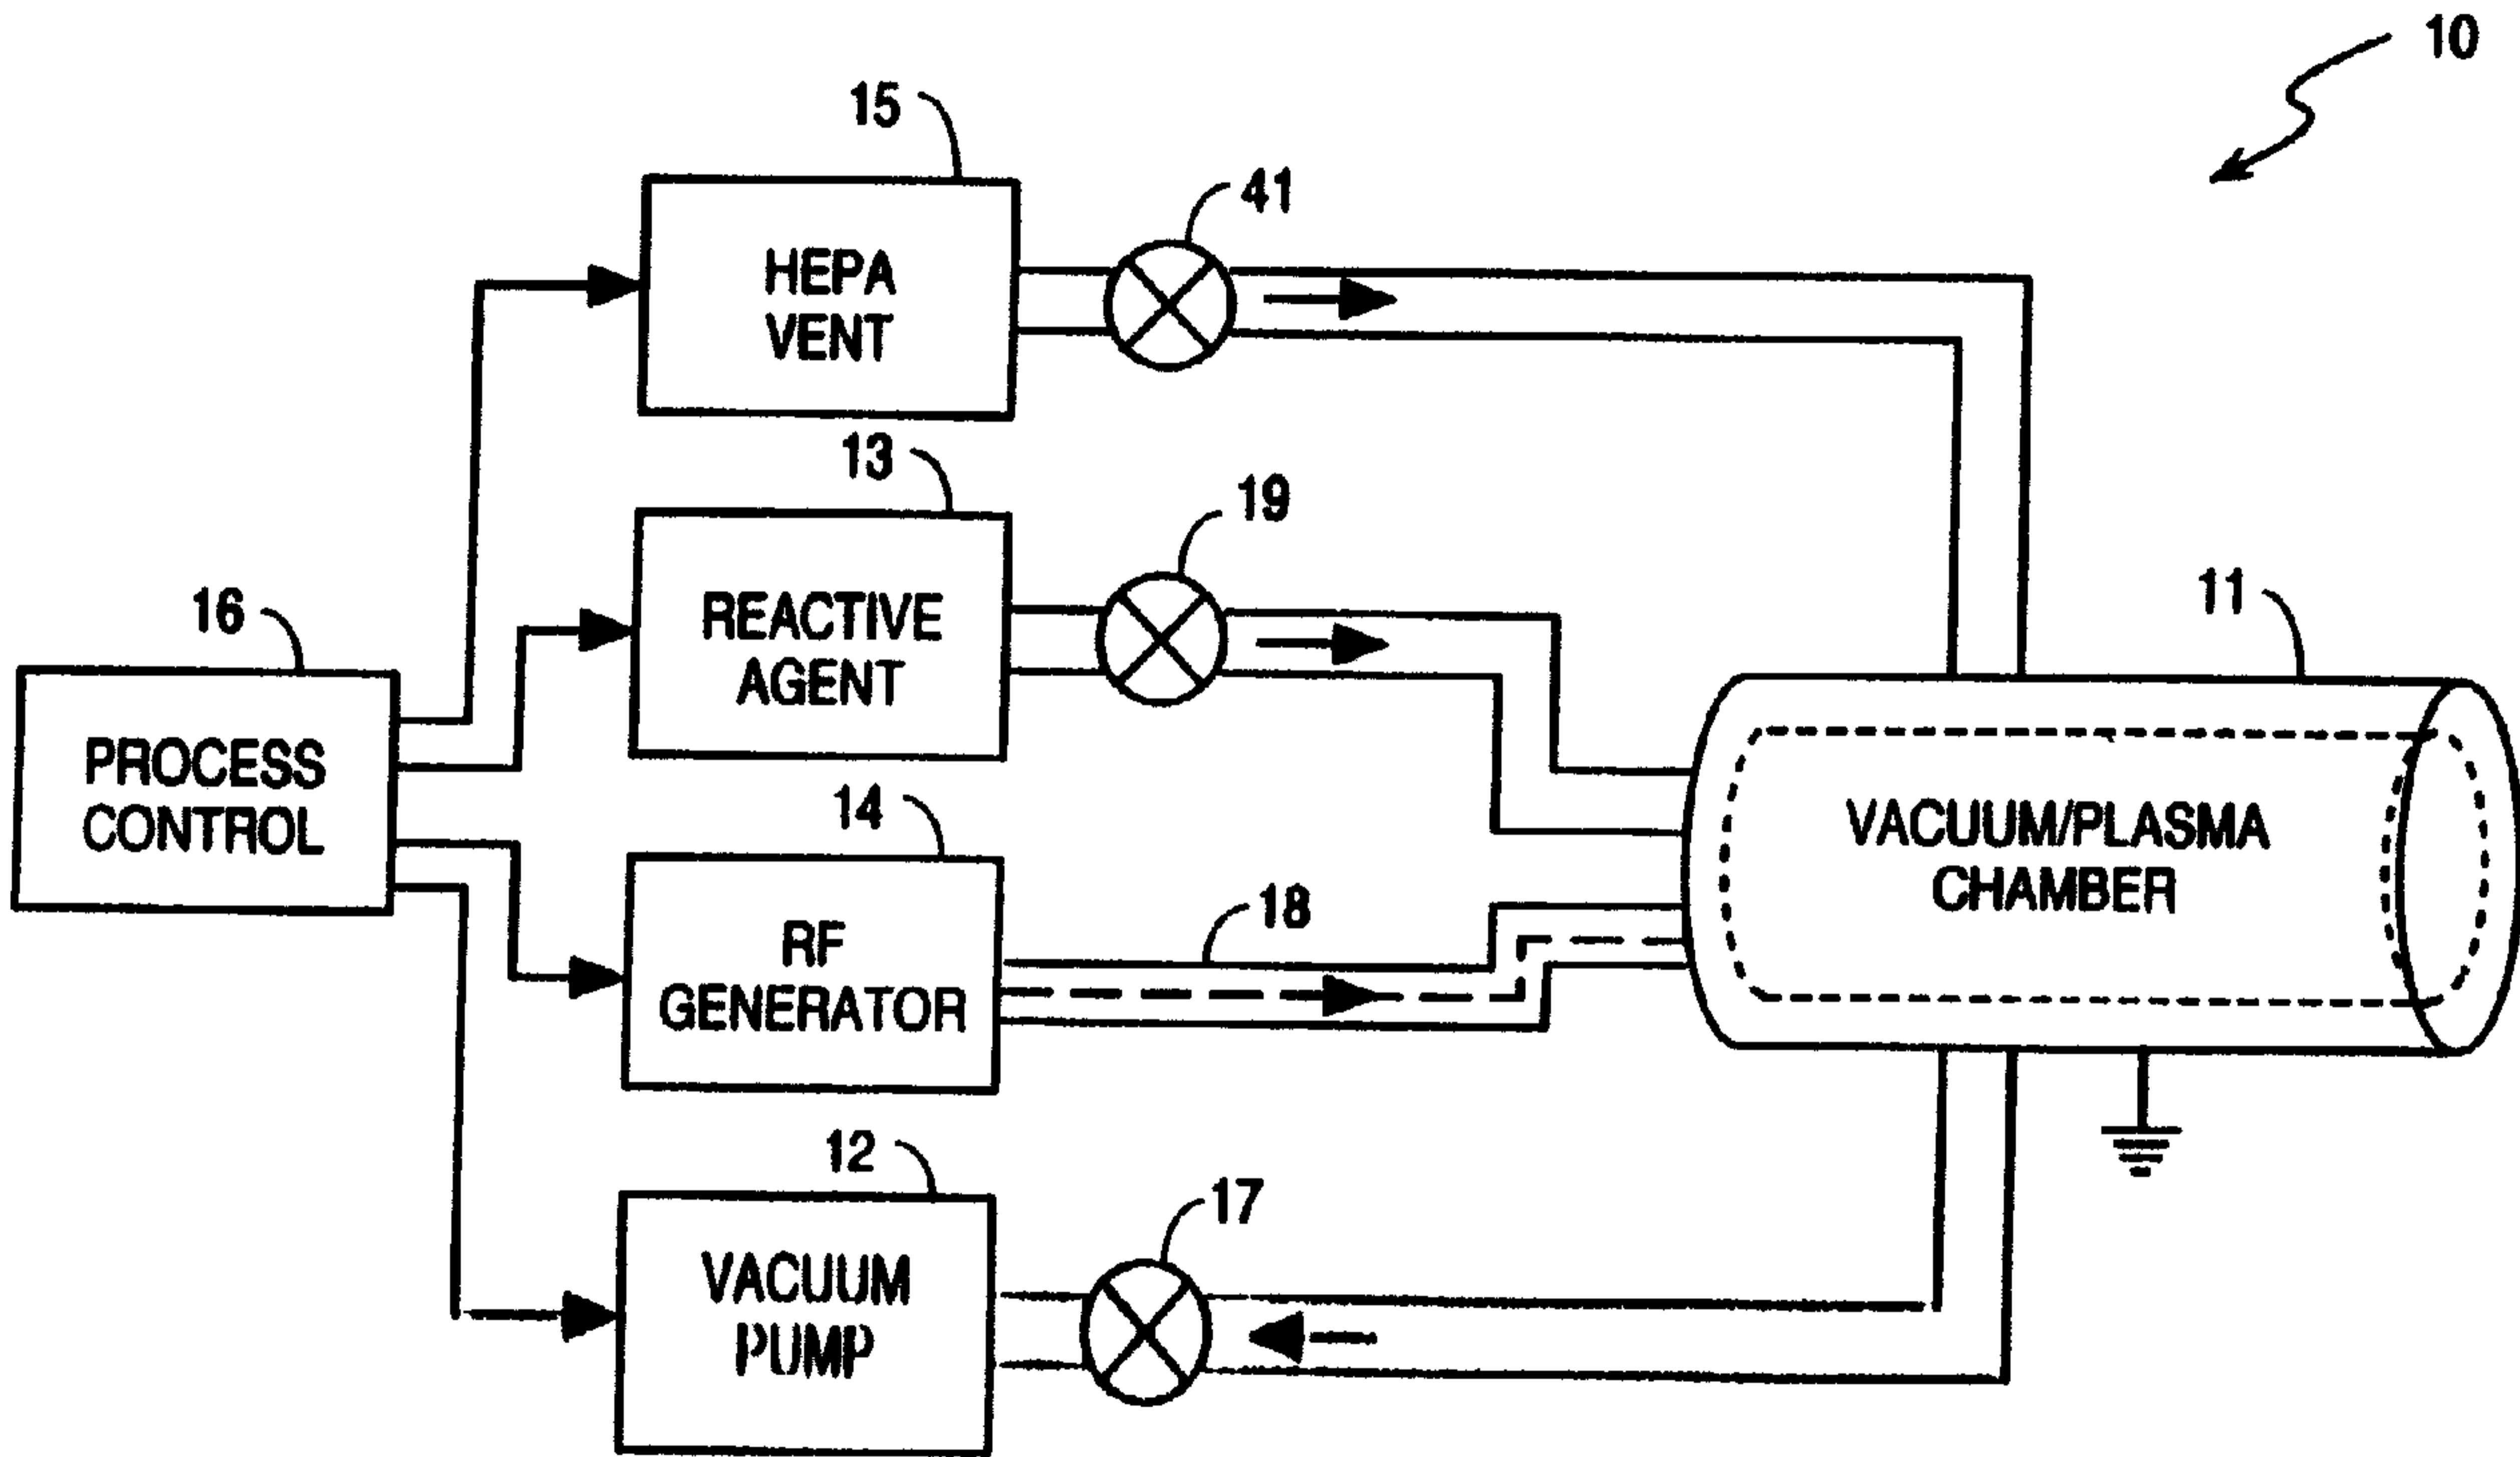 10
15
41
HEPA
VENT
13
19
REACTIVE
AGENT
16
11
PROCESS
CONTROL
VACUUM/PLASMA
CHAMBER
14
18
RF
GENERATOR
12
17
VACUUM
PUMP